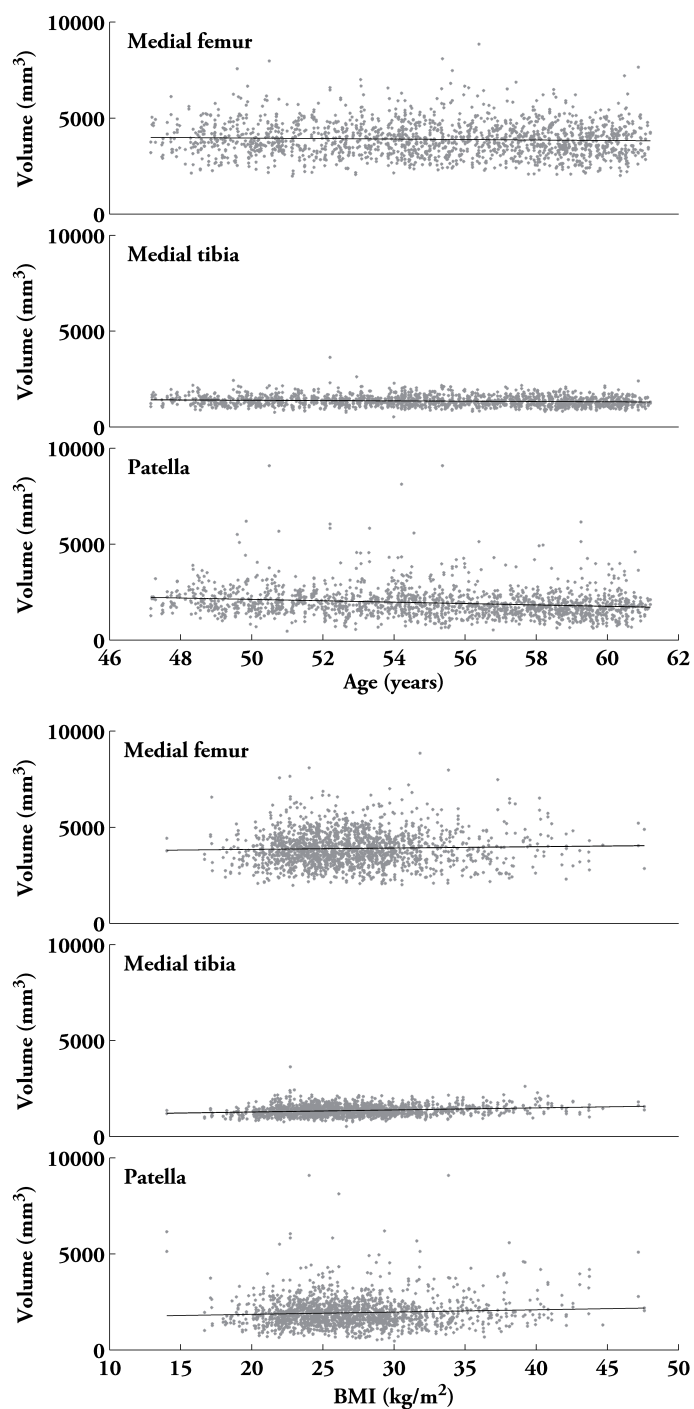 10000
Medial femur
Volume (mm³)
5000
0
10000
Medial tibia
Volume (mm³)
5000
0
10000
Patella
Volume (mm³)
5000
0
46 48 50 52 54 56 58 60 62
Age (years)
10000
Medial femur
Volume (mm³)
5000
0
10000
Medial tibia
Volume (mm³)
5000
0
10000
Patella
Volume (mm³)
5000
0
10 15 20 25 30 35 40 45 50
BMI (kg/m²)